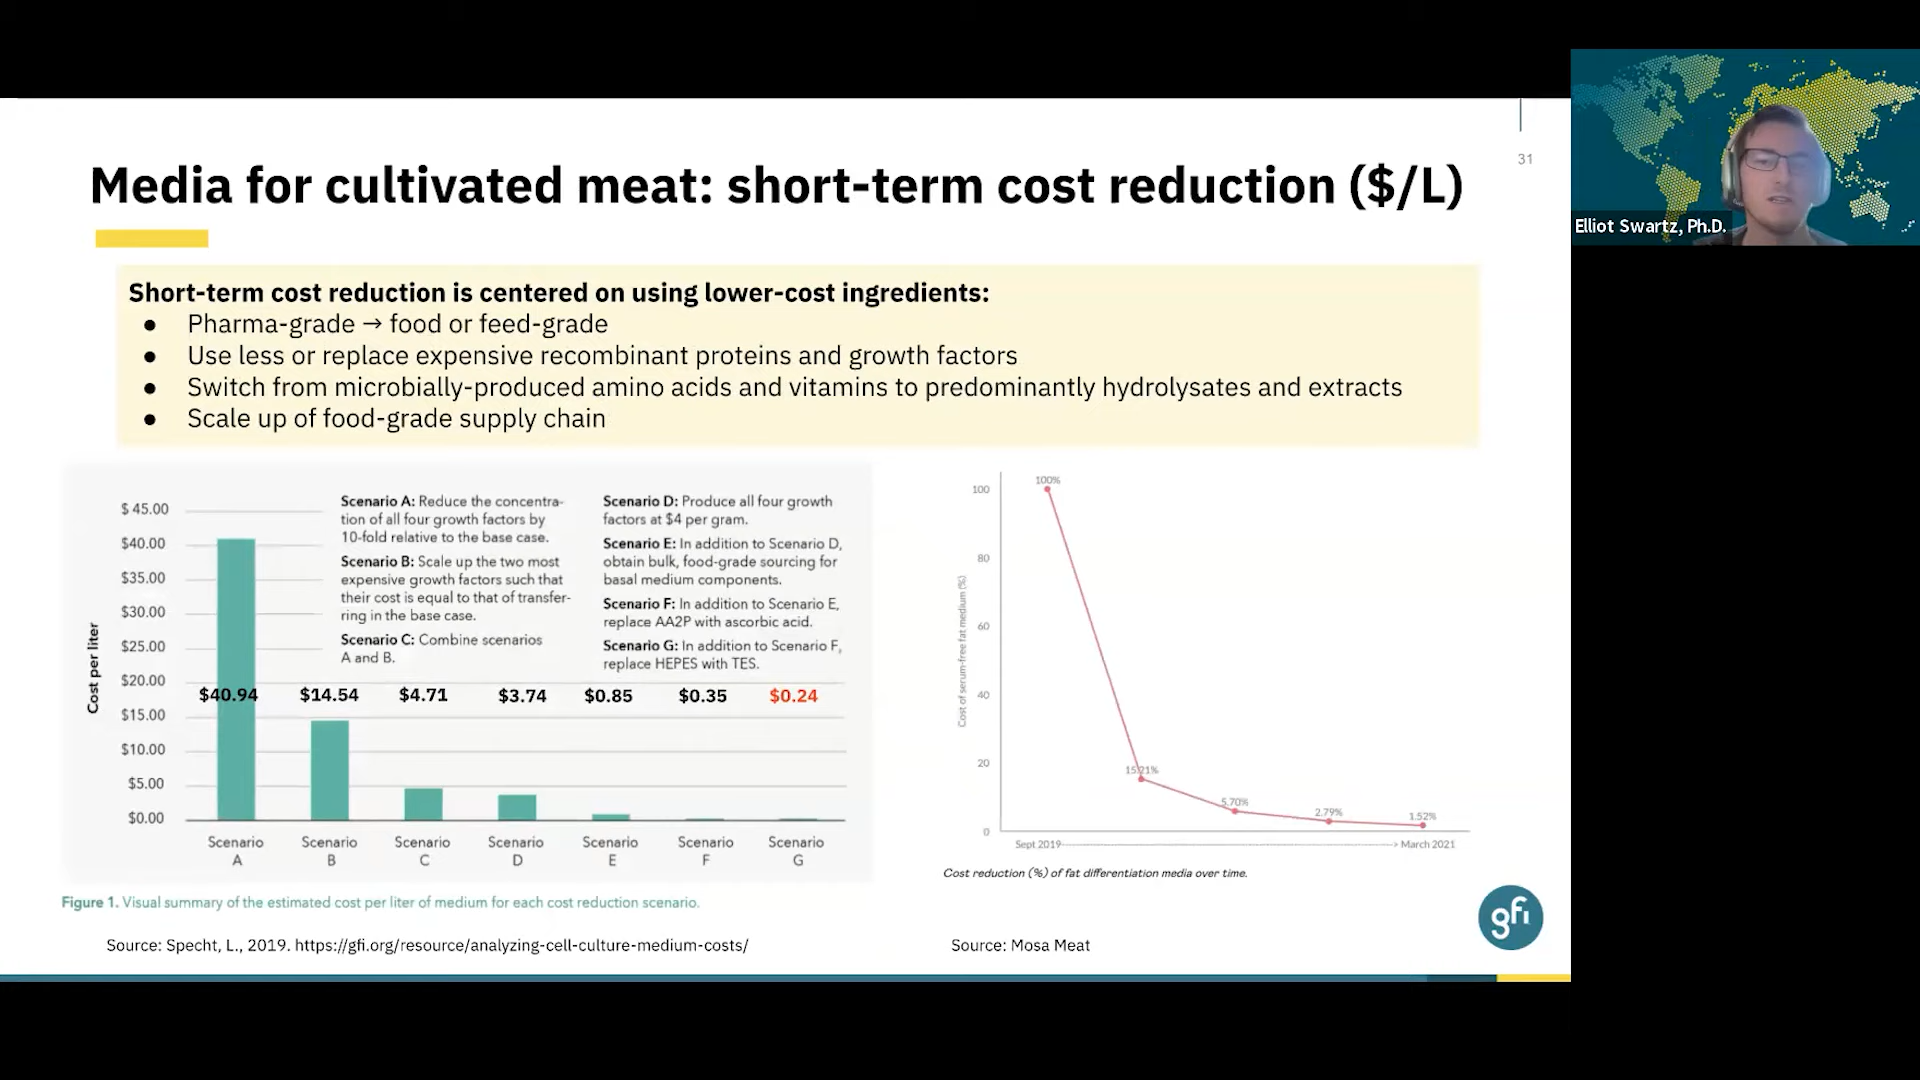 31
Media for cultivated meat: short-term cost reduction ($/L)
Elliot Swartz, Ph.D.
Short-term cost reduction is centered on using lower-cost ingredients:
● Pharma-grade → food or feed-grade
● Use less or replace expensive recombinant proteins and growth factors
● Switch from microbially-produced amino acids and vitamins to predominantly hydrolysates and extracts
● Scale up of food-grade supply chain
Cost per liter
$ 45.00
$40.00
$35.00
$30.00
$25.00
$20.00
$15.00
$10.00
$5.00
$0.00
Scenario A: Reduce the concentra-
tion of all four growth factors by
10-fold relative to the base case.
Scenario B: Scale up the two most
expensive growth factors such that
their cost is equal to that of transfer-
ring in the base case.
Scenario C: Combine scenarios
A and B.
Scenario D: Produce all four growth
factors at $4 per gram.
Scenario E: In addition to Scenario D,
obtain bulk, food-grade sourcing for
basal medium components.
Scenario F: In addition to Scenario E,
replace AA2P with ascorbic acid.
Scenario G: In addition to Scenario F,
replace HEPES with TES.
$40.94 $14.54 $4.71 $3.74 $0.85 $0.35 $0.24
Scenario Scenario Scenario Scenario Scenario Scenario Scenario
A B C D E F G
Figure 1. Visual summary of the estimated cost per liter of medium for each cost reduction scenario.
Source: Specht, L., 2019. https://gfi.org/resource/analyzing-cell-culture-medium-costs/
Cost of serum-free fat medium (%)
100
80
60
40
20
0
100%
15.21%
5.70%
2.79%
1.52%
Sept 2019 March 2021
Cost reduction (%) of fat differentiation media over time.
Source: Mosa Meat
gfi